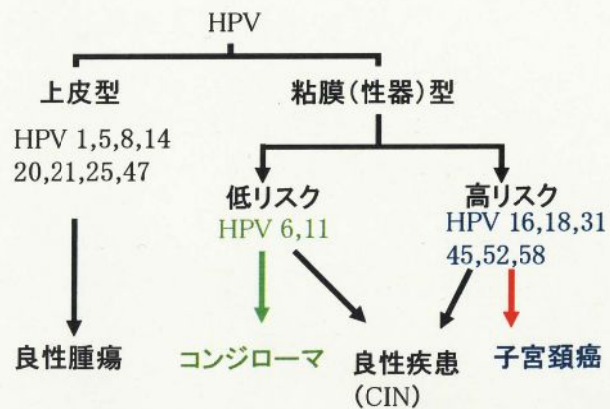 HPV
上皮型
粘膜(性器)型
HPV 1,5,8,14
20,21,25,47
低リスク
HPV 6,11
高リスク
HPV 16,18,31
45,52,58
良性腫瘍
コンジローマ
良性疾患
(CIN)
子宮頚癌